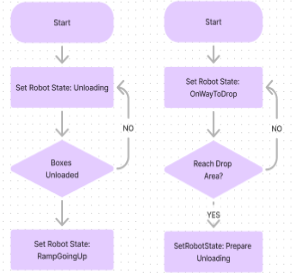 Start
Set Robot State: Unloading
NO
Boxes
Unloaded
Set Robot State:
RampGoingUp
Start
Set Robot State:
OnWayToDrop
NO
Reach Drop
Area?
YES
SetRobotState: Prepare
Unloading